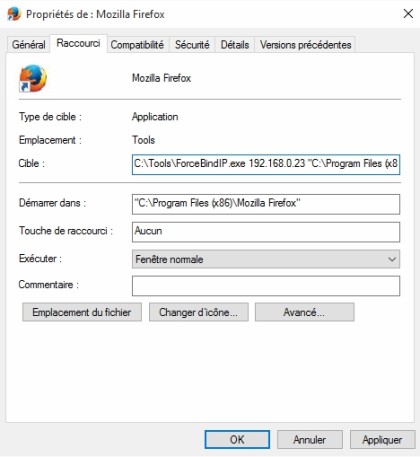 Propriétés de : Mozilla Firefox
Général Raccourci Compatibilité Sécurité Détails Versions précédentes
Mozilla Firefox
Type de cible : Application
Emplacement : Tools
Cible : C:\Tools\ForceBindIP.exe 192.168.0.23 "C:\Program Files (x8
Démarrer dans : "C:\Program Files (x86)\Mozilla Firefox"
Touche de raccourci : Aucun
Exécuter : Fenêtre normale
Commentaire :
Emplacement du fichier Changer d'icône... Avancé...
OK Annuler Appliquer